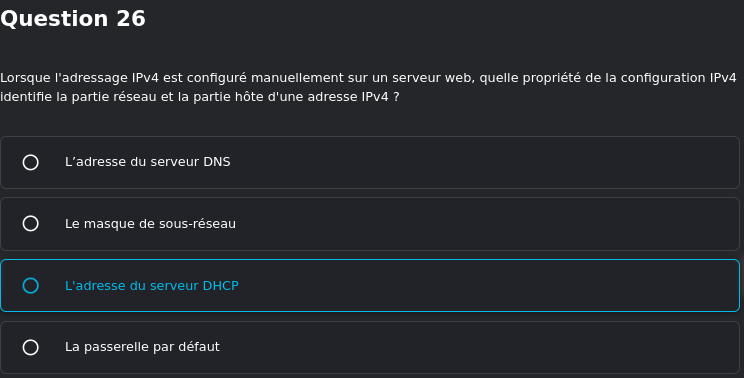 Question 26
Lorsque l'adressage IPv4 est configuré manuellement sur un serveur web, quelle propriété de la configuration IPv4
identifie la partie réseau et la partie hôte d'une adresse IPv4 ?
L’adresse du serveur DNS
Le masque de sous-réseau
L'adresse du serveur DHCP
La passerelle par défaut